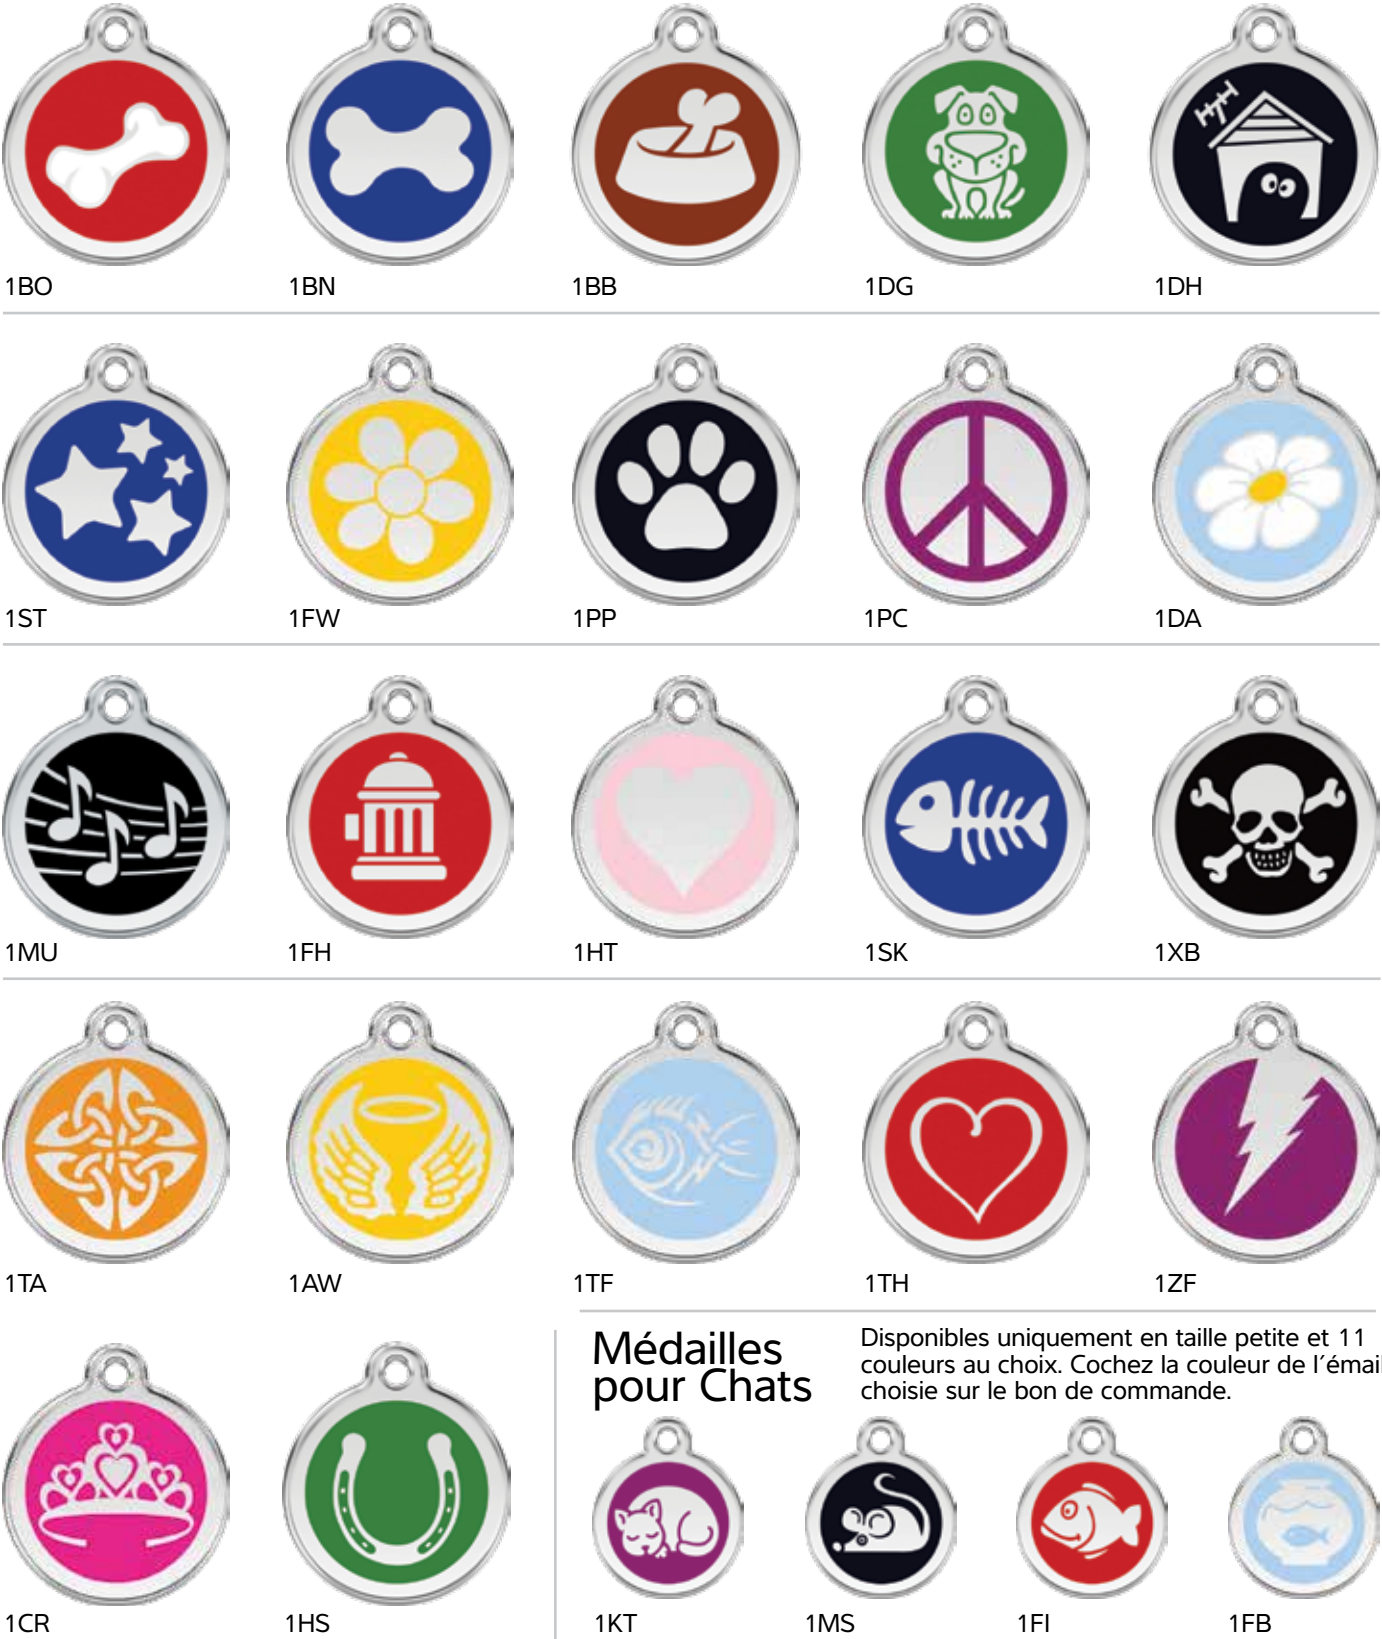 1BO 1BN 1BB 1DG 1DH
1ST 1FW 1PP 1PC 1DA
1MU 1FH 1HT 1SK 1XB
1TA 1AW 1TF 1TH 1ZF
Médailles
pour Chats
Disponibles uniquement en taille petite et 11
couleurs au choix. Cochez la couleur de l'émail
choisie sur le bon de commande.
1CR 1HS 1KT 1MS 1FI 1FB